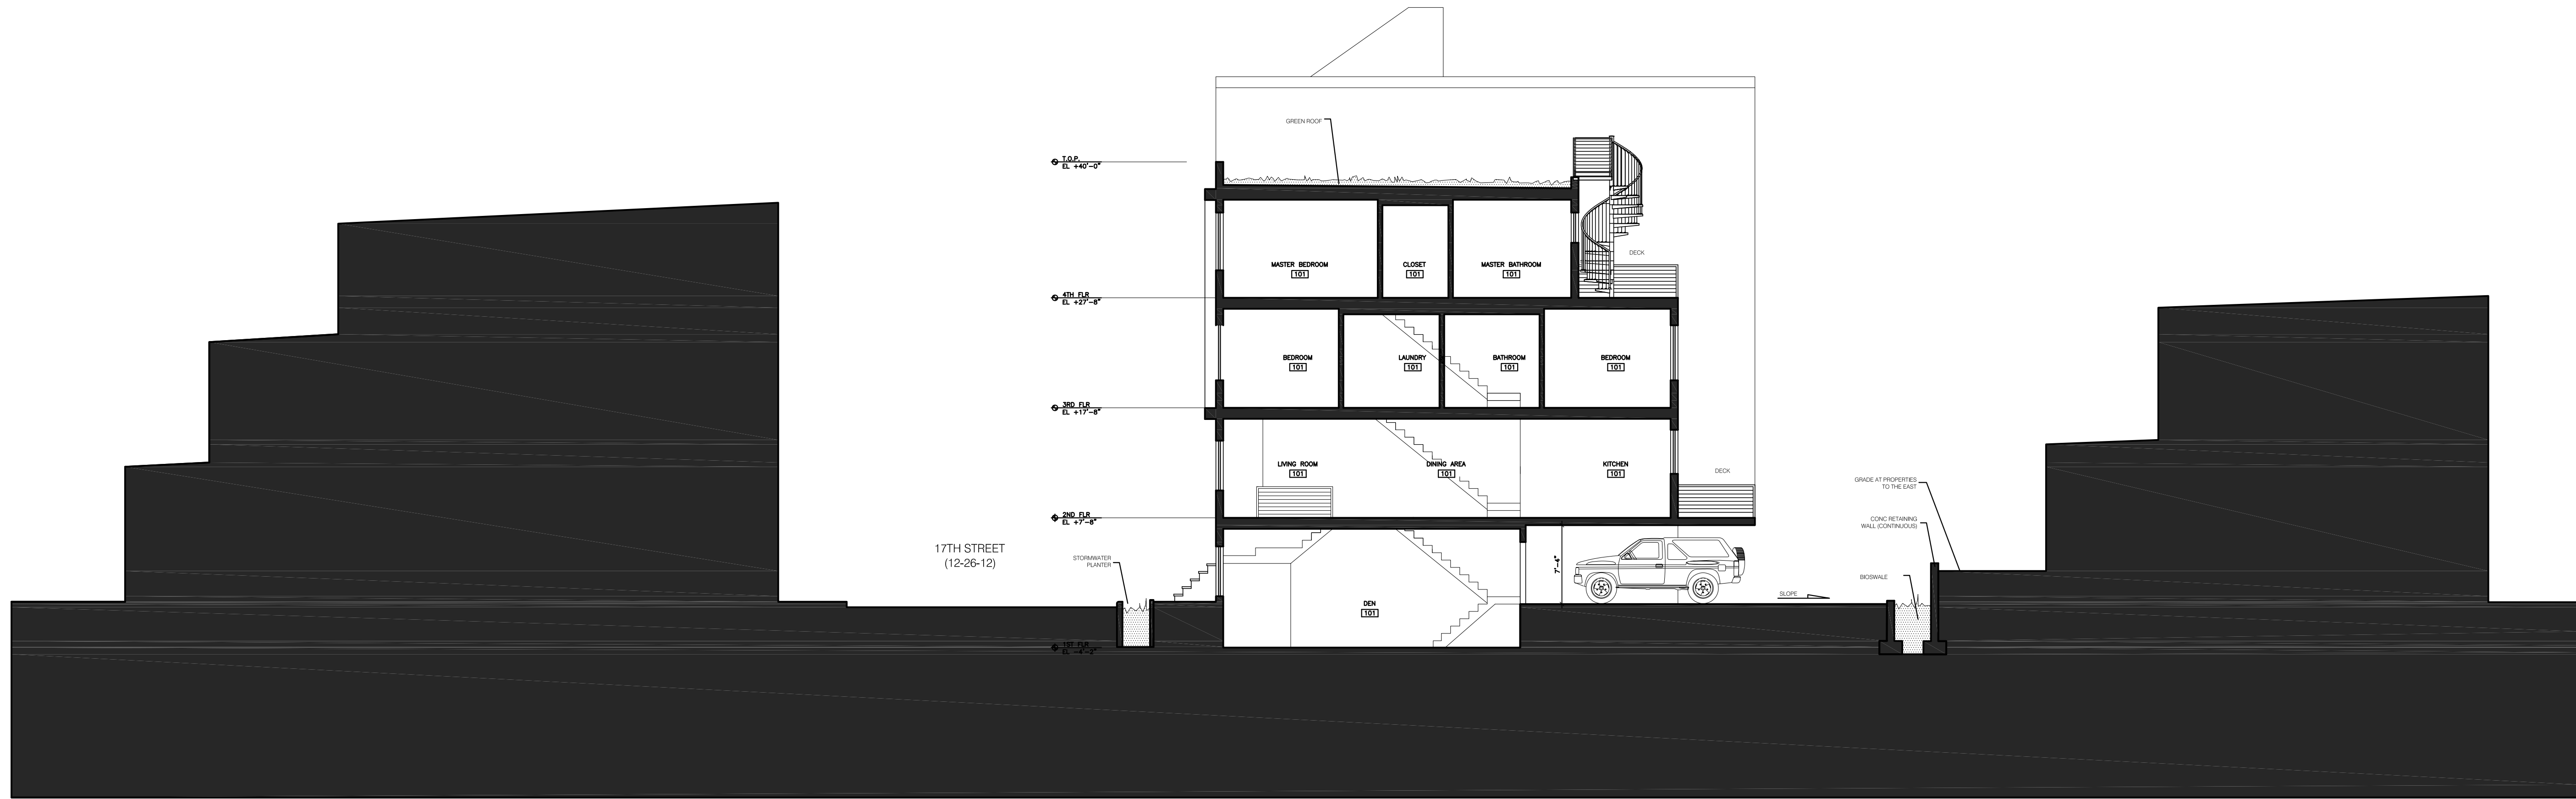 GREEN ROOF
T.O.P.
EL +40'-0"
DECK
MASTER BEDROOM
101
CLOSET
101
MASTER BATHROOM
101
4TH FLR
EL +27'-8"
BEDROOM
101
LAUNDRY
101
BATHROOM
101
BEDROOM
101
3RD FLR
EL +17'-8"
LIVING ROOM
101
DINING AREA
101
KITCHEN
101
DECK
GRADE AT PROPERTIES
TO THE EAST
2ND FLR
EL +7'-8"
CONC RETAINING
WALL (CONTINUOUS)
17TH STREET
(12-26-12)
STORMWATER
PLANTER
7'-4"
BIOSWALE
SLOPE
DEN
101
1ST FLR
EL -4'-2"